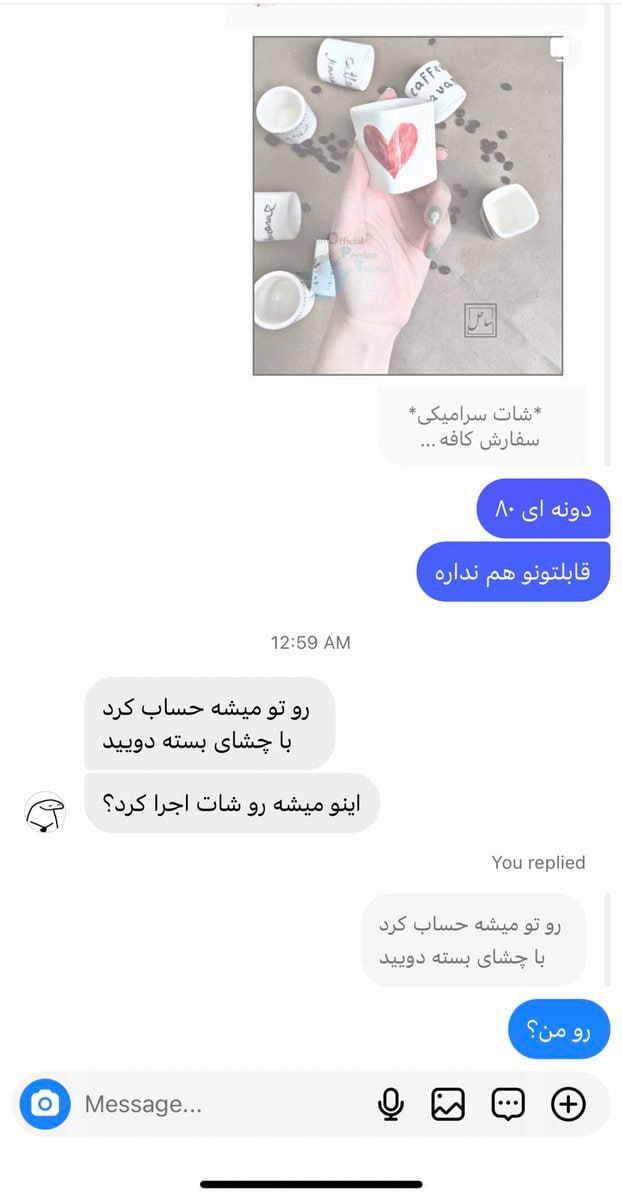 caffe
Official
Persian
Twitter
ساحل
*شات سرامیکی*
سفارش کافه ...
دونه ای ۸۰
قابلتونو هم نداره
12:59 AM
رو تو میشه حساب کرد
با چشای بسته دویید
اینو میشه رو شات اجرا کرد؟
You replied
رو تو میشه حساب کرد
با چشای بسته دویید
رو من؟
Message...